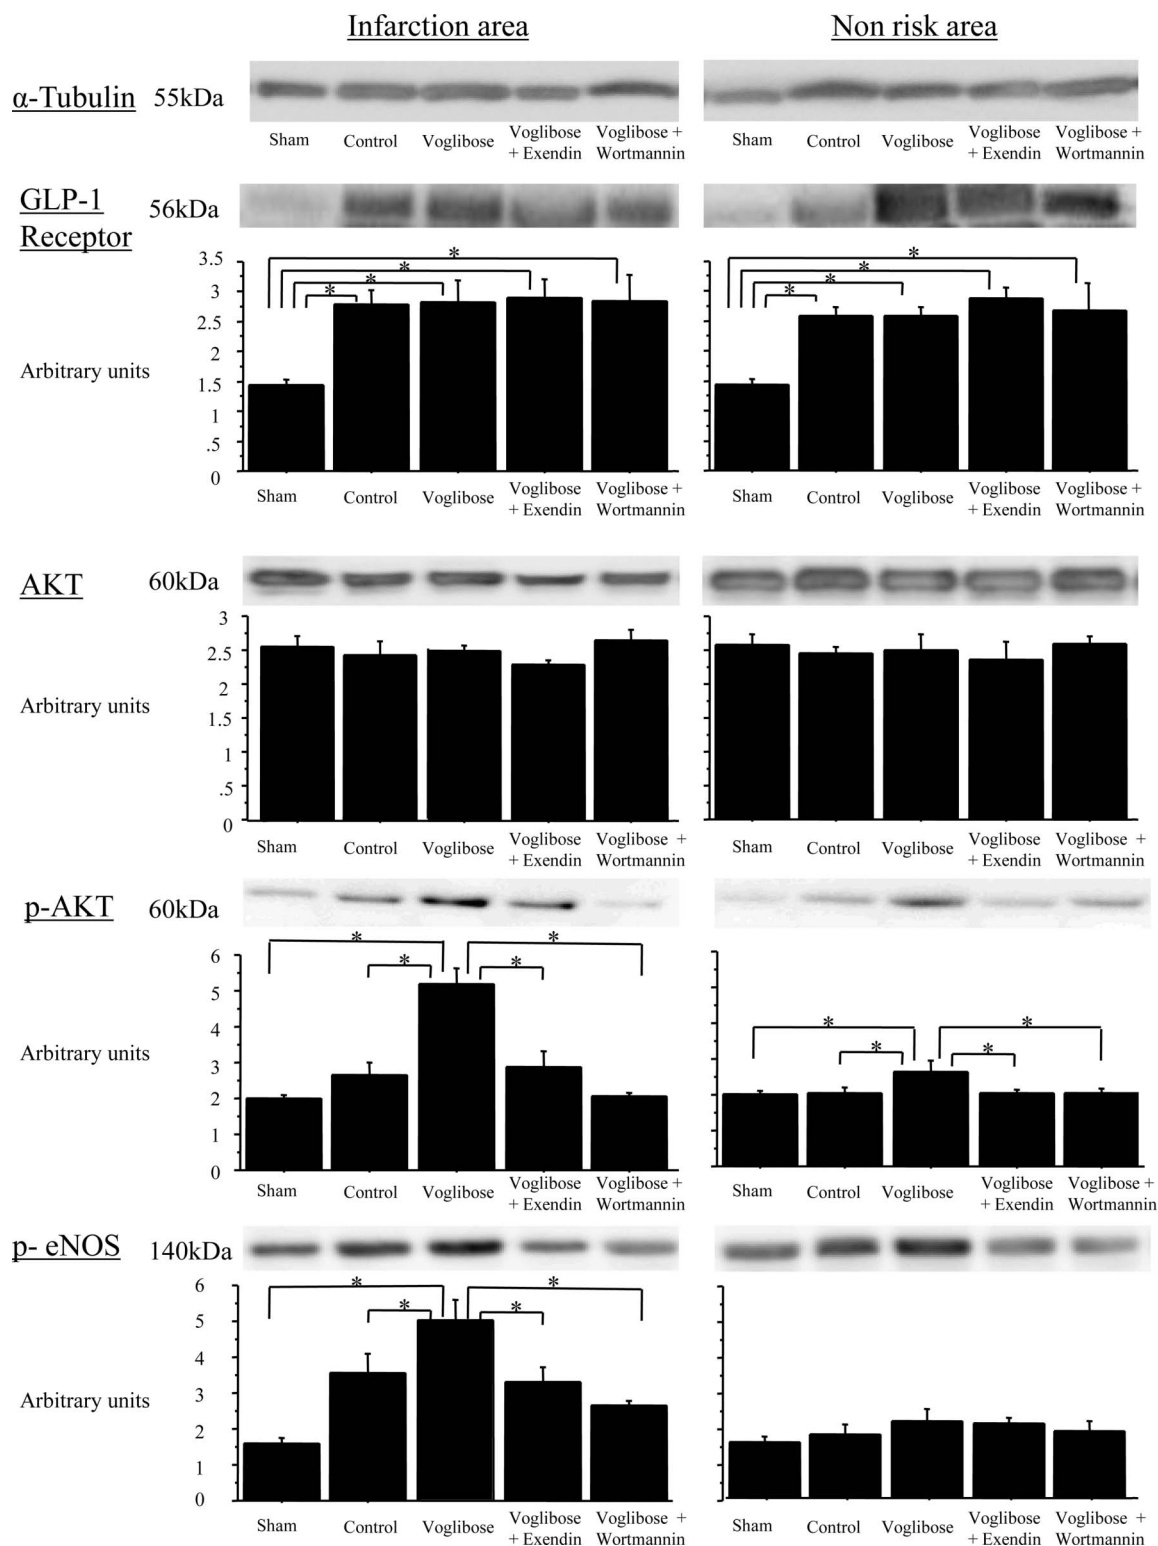 Infarction area Non risk area
α-Tubulin 55kDa
Sham Control Voglibose Voglibose + Exendin Voglibose + Wortmannin Sham Control Voglibose Voglibose + Exendin Voglibose + Wortmannin
GLP-1 Receptor 56kDa
* * * * * * * *
3.5
3
2.5
2
Arbitrary units
1.5
1
.5
0
Sham Control Voglibose Voglibose + Exendin Voglibose + Wortmannin Sham Control Voglibose Voglibose + Exendin Voglibose + Wortmannin
AKT 60kDa
3
2.5
2
Arbitrary units
1.5
1
.5
0
Sham Control Voglibose Voglibose + Exendin Voglibose + Wortmannin Sham Control Voglibose Voglibose + Exendin Voglibose + Wortmannin
p-AKT 60kDa
* * * * * * * *
6
5
4
Arbitrary units
3
2
1
0
Sham Control Voglibose Voglibose + Exendin Voglibose + Wortmannin Sham Control Voglibose Voglibose + Exendin Voglibose + Wortmannin
p- eNOS 140kDa
* * * *
6
5
4
Arbitrary units
3
2
1
0
Sham Control Voglibose Voglibose + Exendin Voglibose + Wortmannin Sham Control Voglibose Voglibose + Exendin Voglibose + Wortmannin